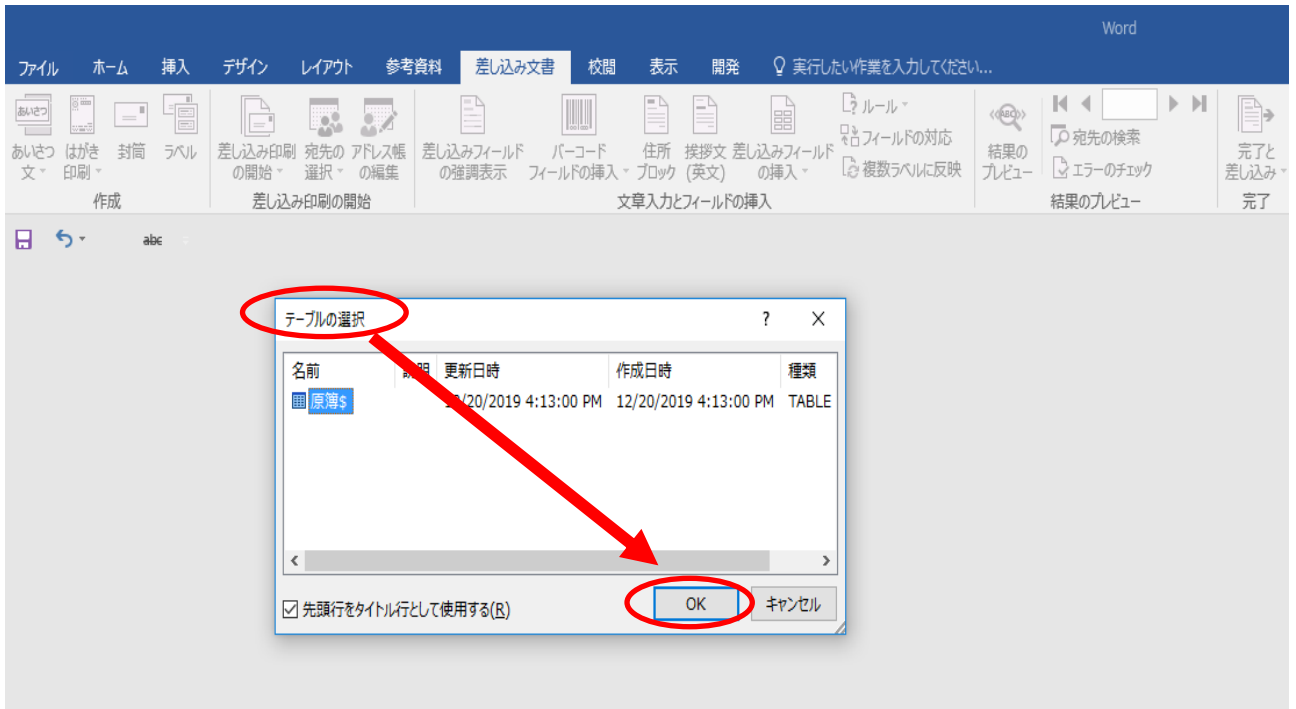 Word
ファイル ホーム 挿入 デザイン レイアウト 参考資料 差し込み文書 校閲 表示 開発 実行したい作業を入力してください...
あいさつ
あいさつ文
はがき印刷
封筒
ラベル
作成
差し込み印刷の開始
宛先の選択
アドレス帳の編集
差し込み印刷の開始
差し込みフィールドの強調表示
バーコードフィールドの挿入
住所ブロック
挨拶文(英文)
差し込みフィールドの挿入
ルール
フィールドの対応
複数ラベルに反映
文章入力とフィールドの挿入
«ABC»
結果のプレビュー
宛先の検索
エラーのチェック
結果のプレビュー
完了と差し込み
完了
abc
テーブルの選択 ? X
名前 更新日時 作成日時 種類
原簿$ /20/2019 4:13:00 PM 12/20/2019 4:13:00 PM TABLE
先頭行をタイトル行として使用する(R)
OK キャンセル